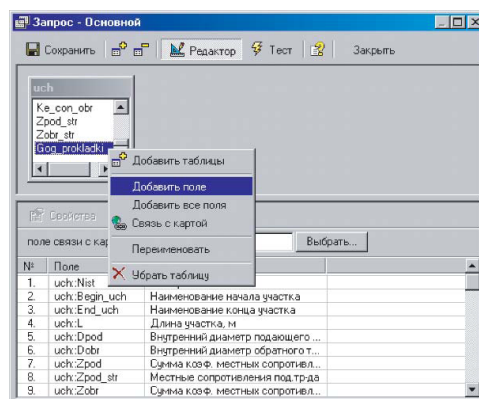 Запрос - Основной
Сохранить Редактор Тест Закрыть
uch
Ke_con_obr
Zpod_str
Zobr_str
Gog_prokladki
Добавить таблицы
Добавить поле
Добавить все поля
Связь с картой
Переименовать
Убрать таблицу
Свойства
поле связи с кар Выбрать...
№ Поле
1. uch::Nist
2. uch::Begin_uch Наименование начала участка
3. uch::End_uch Наименование конца участка
4. uch::L Длина участка, м
5. uch::Dpod Внутренний диаметр подающего ...
6. uch::Dobr Внутренний диаметр обратного т...
7. uch::Zpod Сумма коэф. местных сопротивл...
8. uch::Zpod_str Местные сопротивления под.тр-да
9. uch::Zobr Сумма коэф. местных сопротивл...